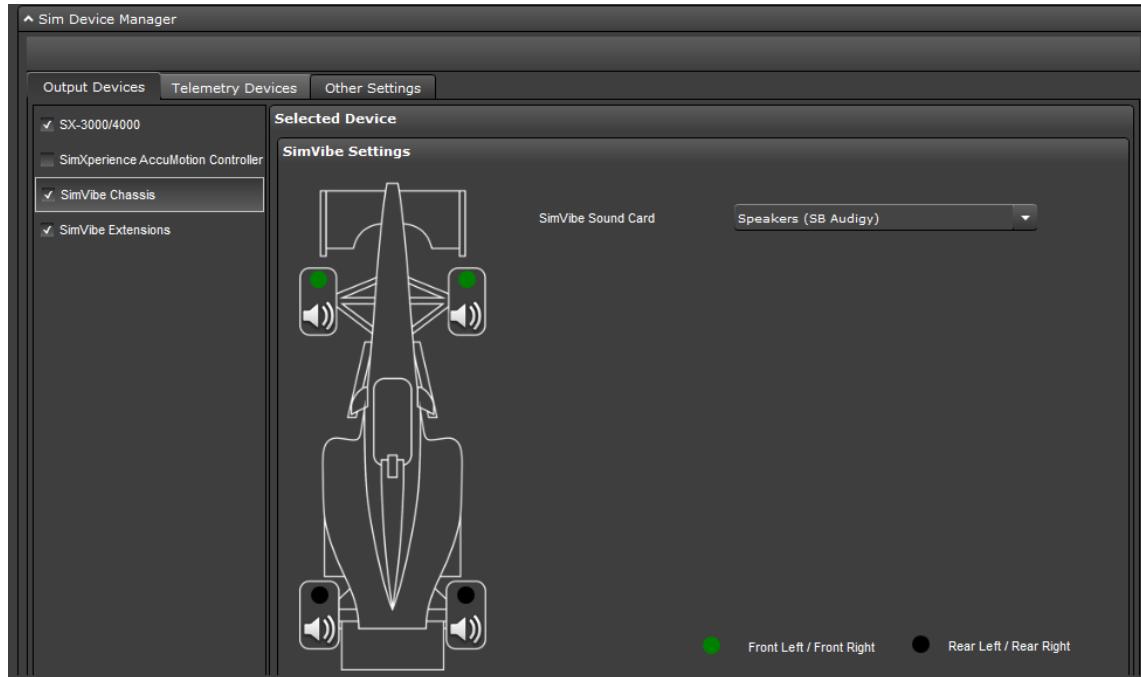 Sim Device Manager
Output Devices Telemetry Devices Other Settings
SX-3000/4000
SimXperience AccuMotion Controller
SimVibe Chassis
SimVibe Extensions
Selected Device
SimVibe Settings
SimVibe Sound Card Speakers (SB Audigy)
Front Left / Front Right Rear Left / Rear Right